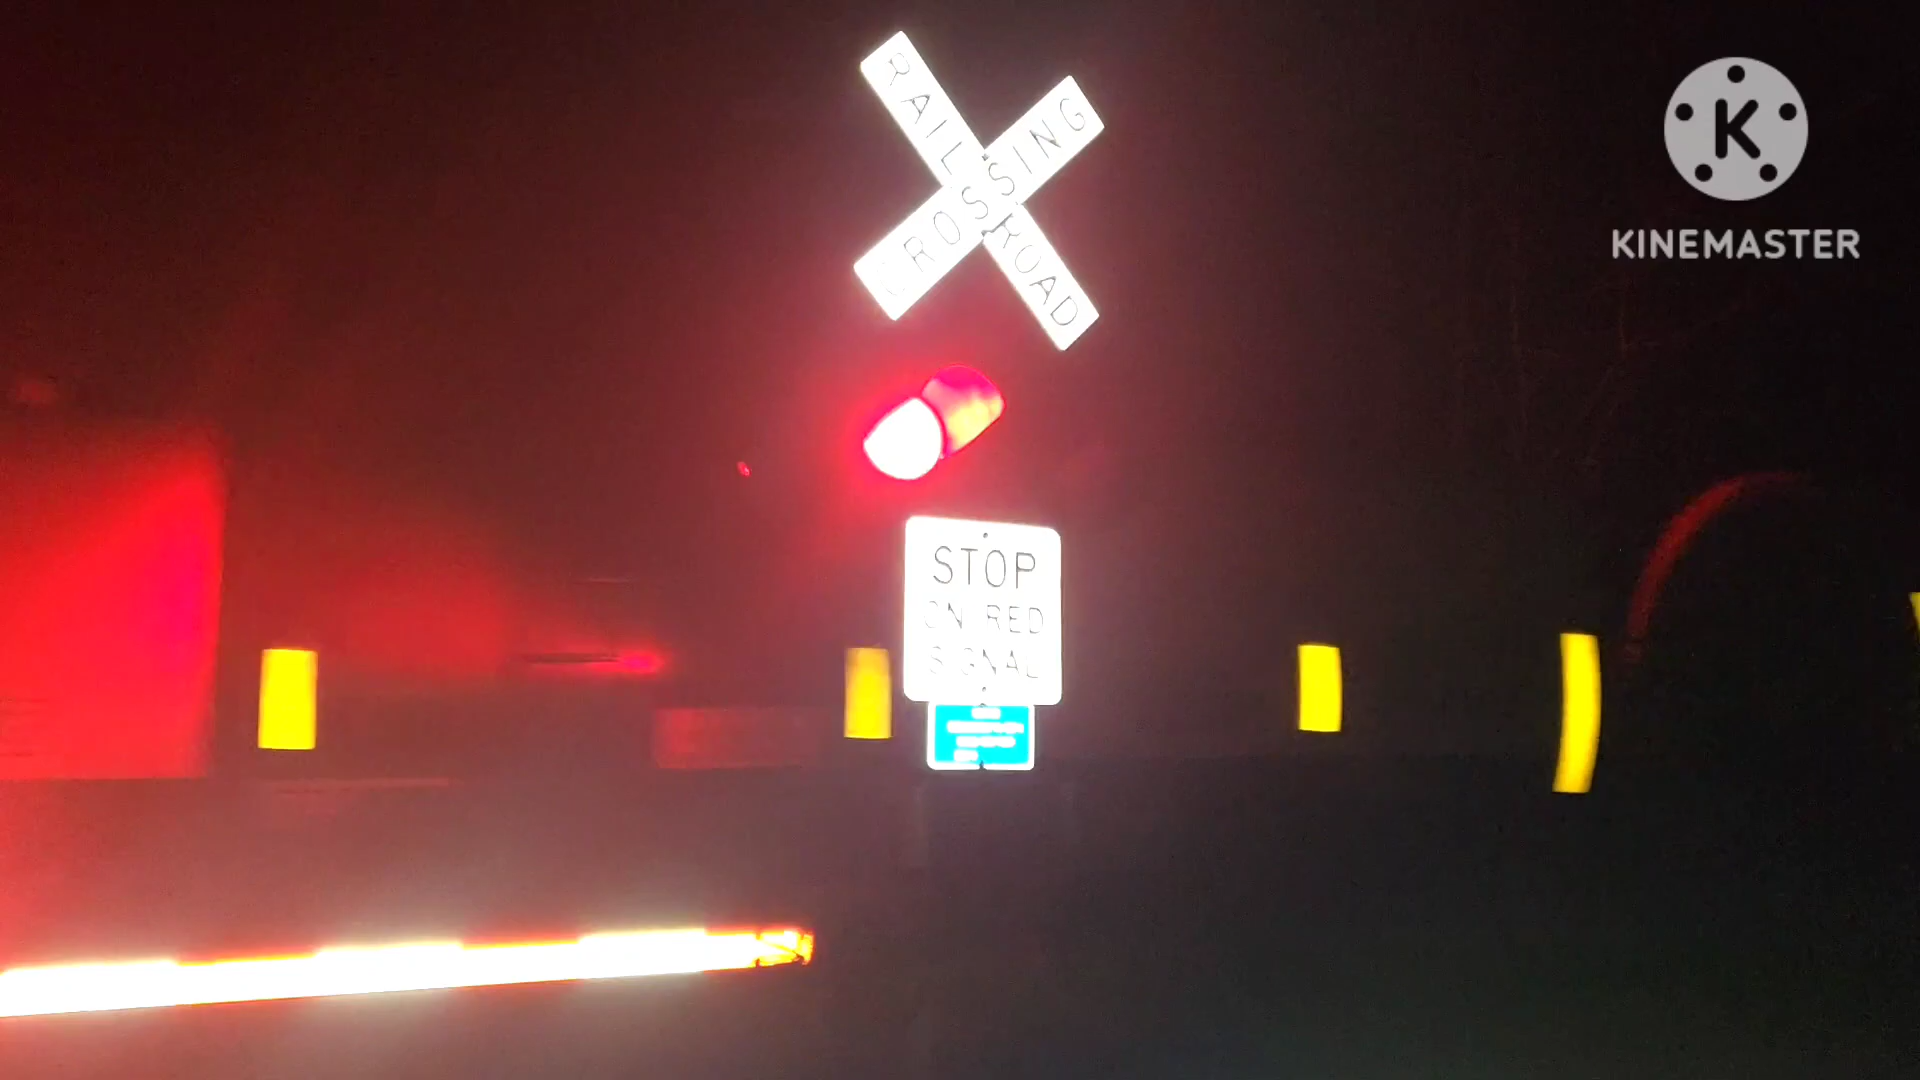 RAILROAD
CROSSING
K
KINEMASTER
STOP
ON RED
SIGNAL